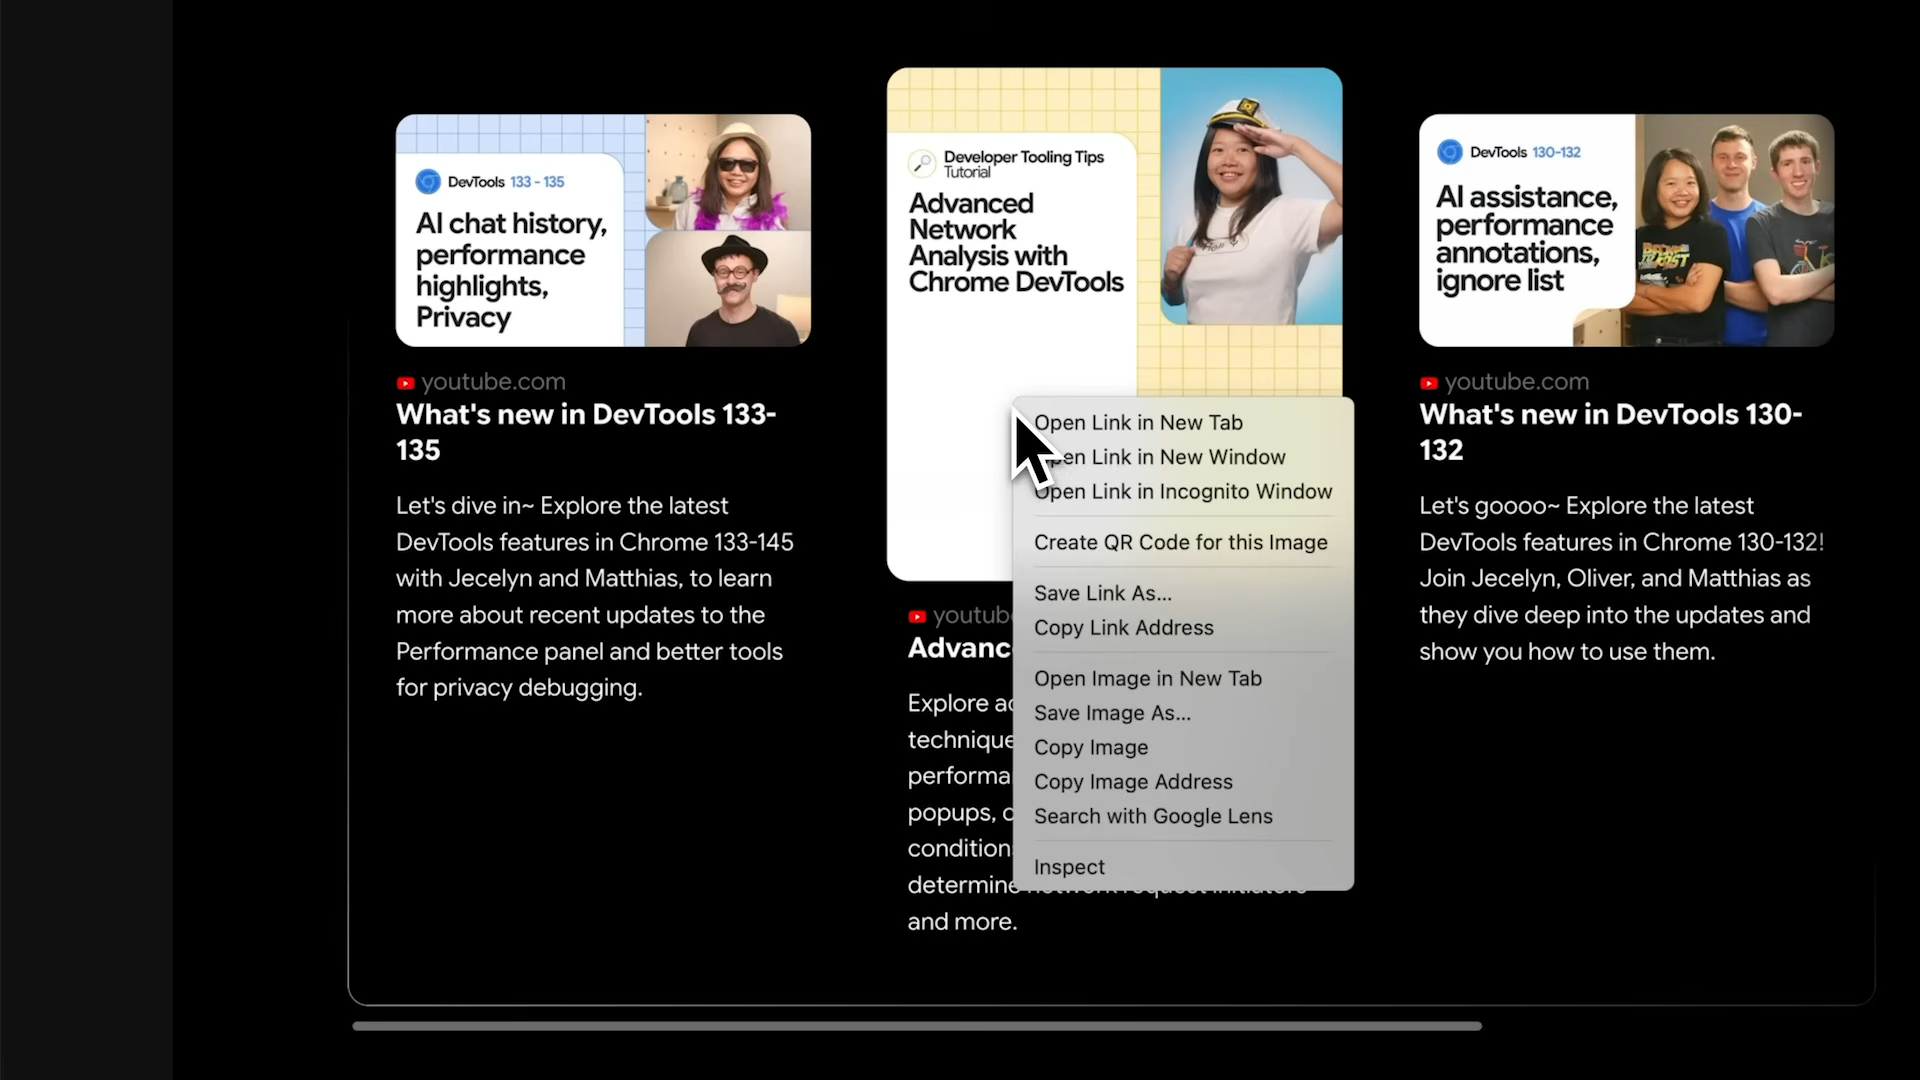 DevTools 133 - 135
AI chat history,
performance
highlights,
Privacy
youtube.com
What's new in DevTools 133-
135
Let's dive in~ Explore the latest
DevTools features in Chrome 133-145
with Jecelyn and Matthias, to learn
more about recent updates to the
Performance panel and better tools
for privacy debugging.
Developer Tooling Tips
Tutorial
Advanced
Network
Analysis with
Chrome DevTools
Explore
popups,
determine network request initiators
and more.
Open Link in New Tab
Open Link in New Window
Open Link in Incognito Window
Create QR Code for this Image
Save Link As...
Copy Link Address
Open Image in New Tab
Save Image As...
Copy Image
Copy Image Address
Search with Google Lens
Inspect
DevTools 130-132
AI assistance,
performance
annotations,
ignore list
youtube.com
What's new in DevTools 130-
132
Let's goooo~ Explore the latest
DevTools features in Chrome 130-132!
Join Jecelyn, Oliver, and Matthias as
they dive deep into the updates and
show you how to use them.